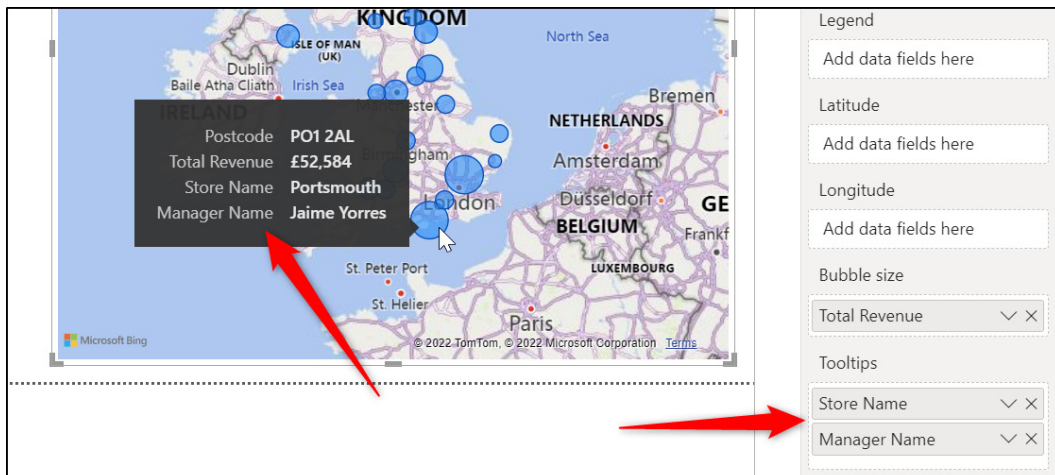 KINGDOM
North Sea
ISLE OF MAN
(UK)
Dublin
Baile Atha Cliath
Irish Sea
Manchester
IRELAND
Bremen
NETHERLANDS
Amsterdam
Birmingham
London
Düsseldorf
BELGIUM
GE
Frankf
LUXEMBOURG
St. Peter Port
St. Helier
Paris
Postcode PO1 2AL
Total Revenue £52,584
Store Name Portsmouth
Manager Name Jaime Yorres
Microsoft Bing
© 2022 TomTom, © 2022 Microsoft Corporation Terms
Legend
Add data fields here
Latitude
Add data fields here
Longitude
Add data fields here
Bubble size
Total Revenue
Tooltips
Store Name
Manager Name